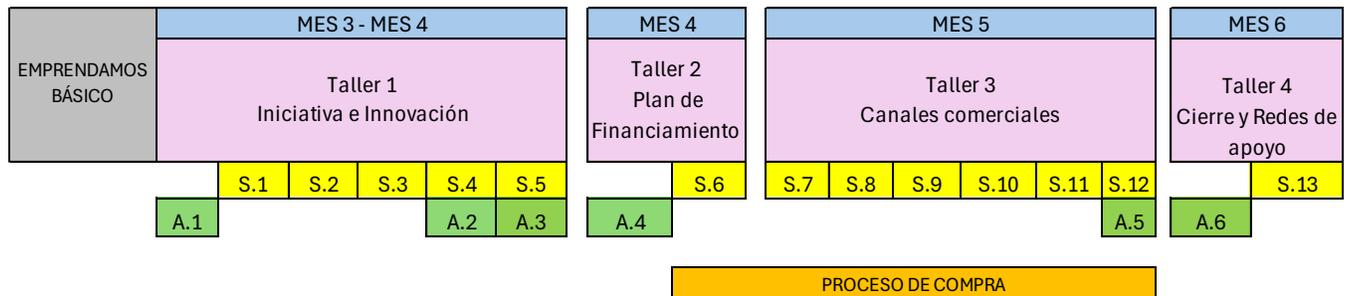 EMPRENDAMOS
BÁSICO
MES 3 - MES 4
MES 4
MES 5
MES 6
Taller 1
Iniciativa e Innovación
Taller 2
Plan de
Financiamiento
Taller 3
Canales comerciales
Taller 4
Cierre y Redes de
apoyo
S.1 S.2 S.3 S.4 S.5 S.6 S.7 S.8 S.9 S.10 S.11 S.12 S.13
A.1 A.2 A.3 A.4 A.5 A.6
PROCESO DE COMPRA